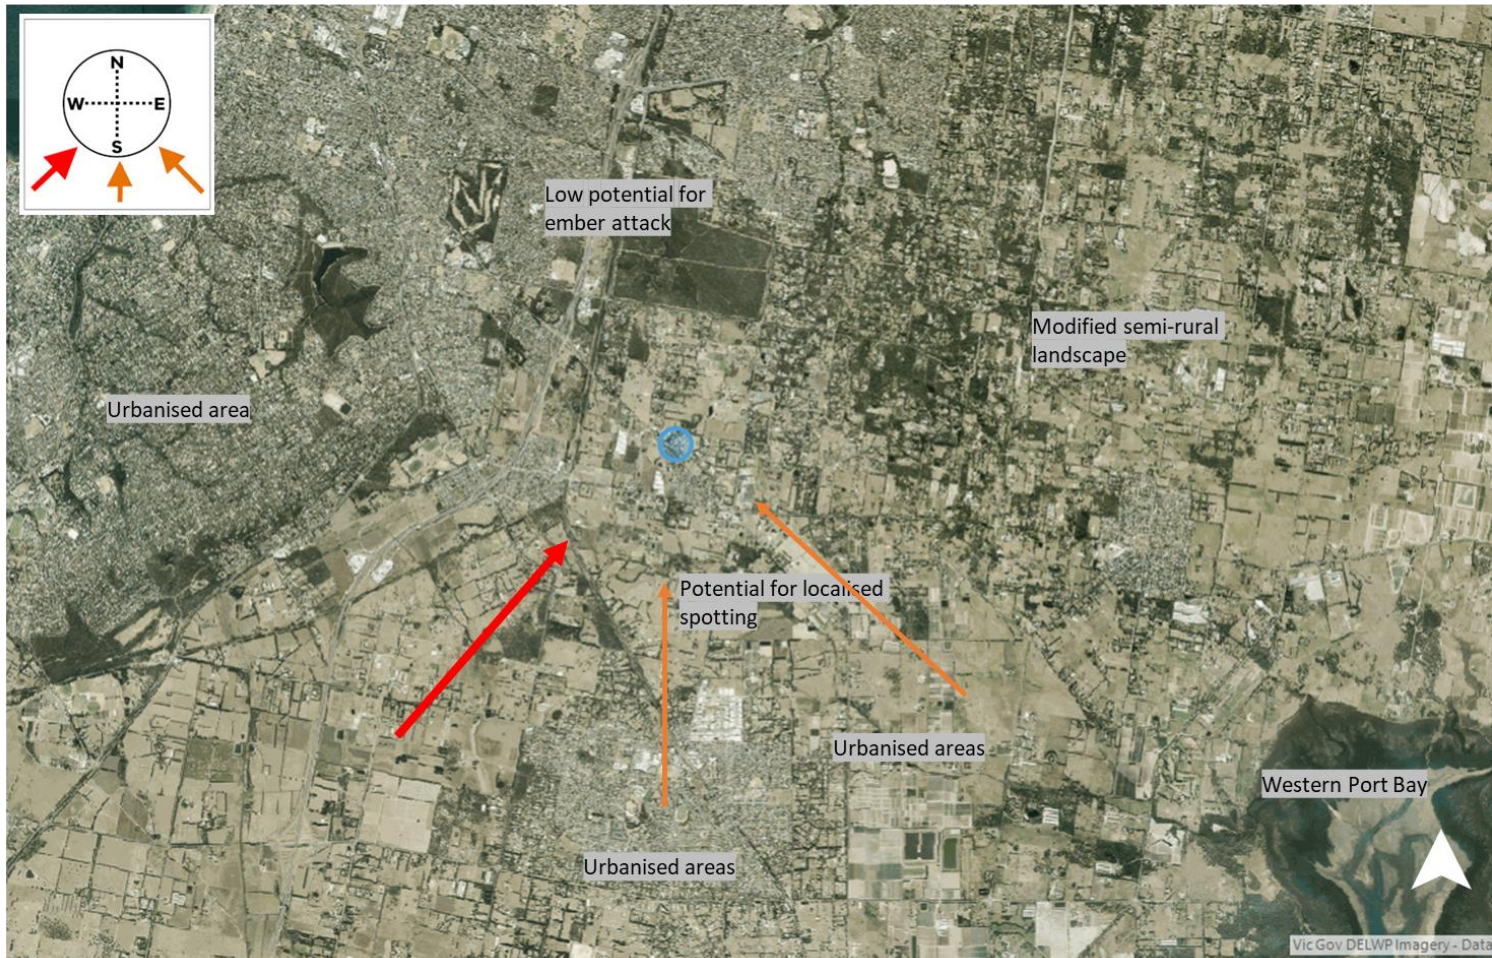 N
W E
S
Low potential for
ember attack
Modified semi-rural
landscape
Urbanised area
Potential for localised
spotting
Urbanised areas
Western Port Bay
Urbanised areas
Vic Gov DELWP Imagery - Data